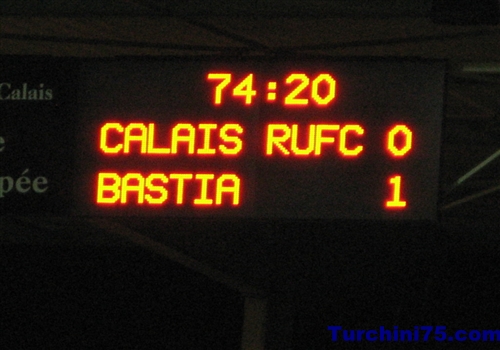 74:20
Calais
CALAIS RUFC 0
e
pée
BASTIA 1
Turchini75.com